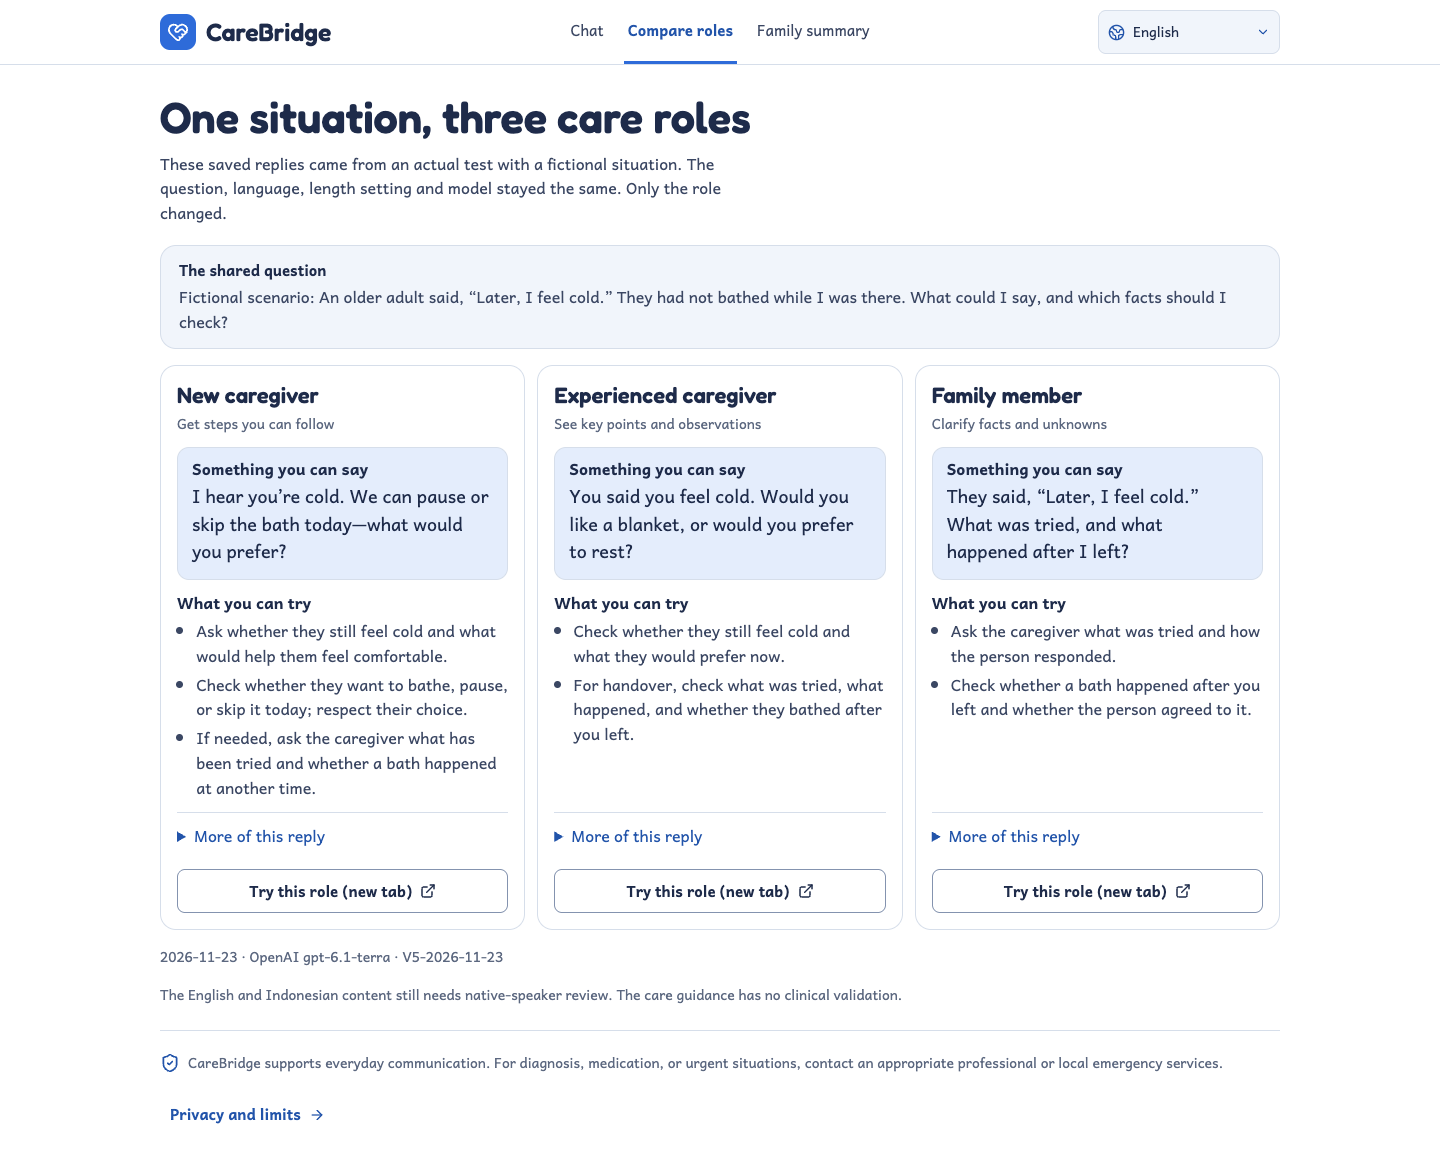 CareBridge
Chat
Compare roles
Family summary
English
One situation, three care roles
These saved replies came from an actual test with a fictional situation. The
question, language, length setting and model stayed the same. Only the role
changed.
The shared question
Fictional scenario: An older adult said, “Later, I feel cold.” They had not bathed while I was there. What could I say, and which facts should I
check?
New caregiver
Get steps you can follow
Something you can say
I hear you’re cold. We can pause or
skip the bath today—what would
you prefer?
What you can try
Ask whether they still feel cold and what
would help them feel comfortable.
Check whether they want to bathe, pause,
or skip it today; respect their choice.
If needed, ask the caregiver what has
been tried and whether a bath happened
at another time.
More of this reply
Try this role (new tab)
Experienced caregiver
See key points and observations
Something you can say
You said you feel cold. Would you
like a blanket, or would you prefer
to rest?
What you can try
Check whether they still feel cold and
what they would prefer now.
For handover, check what was tried, what
happened, and whether they bathed after
you left.
More of this reply
Try this role (new tab)
Family member
Clarify facts and unknowns
Something you can say
They said, “Later, I feel cold.”
What was tried, and what
happened after I left?
What you can try
Ask the caregiver what was tried and how
the person responded.
Check whether a bath happened after you
left and whether the person agreed to it.
More of this reply
Try this role (new tab)
2026-11-23 · OpenAI gpt-6.1-terra · V5-2026-11-23
The English and Indonesian content still needs native-speaker review. The care guidance has no clinical validation.
CareBridge supports everyday communication. For diagnosis, medication, or urgent situations, contact an appropriate professional or local emergency services.
Privacy and limits